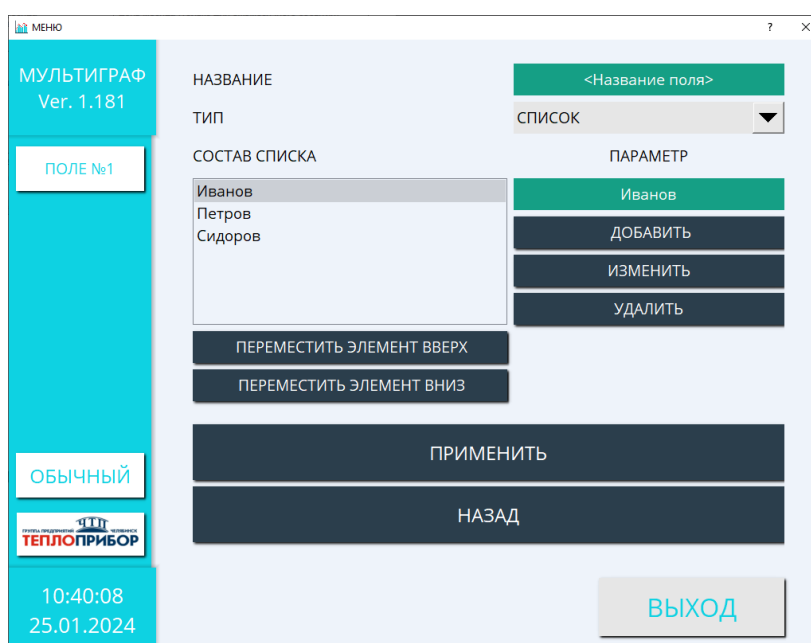 МЕНЮ
?
МУЛЬТИГРАФ
Ver. 1.181
НАЗВАНИЕ
<Название поля>
ТИП
СПИСОК
ПОЛЕ №1
СОСТАВ СПИСКА
ПАРАМЕТР
Иванов
Петров
Сидоров
Иванов
ДОБАВИТЬ
ИЗМЕНИТЬ
УДАЛИТЬ
ПЕРЕМЕСТИТЬ ЭЛЕМЕНТ ВВЕРХ
ПЕРЕМЕСТИТЬ ЭЛЕМЕНТ ВНИЗ
ПРИМЕНИТЬ
НАЗАД
ОБЫЧНЫЙ
ЧТП
ТЕПЛОПРИБОР
10:40:08
25.01.2024
ВЫХОД